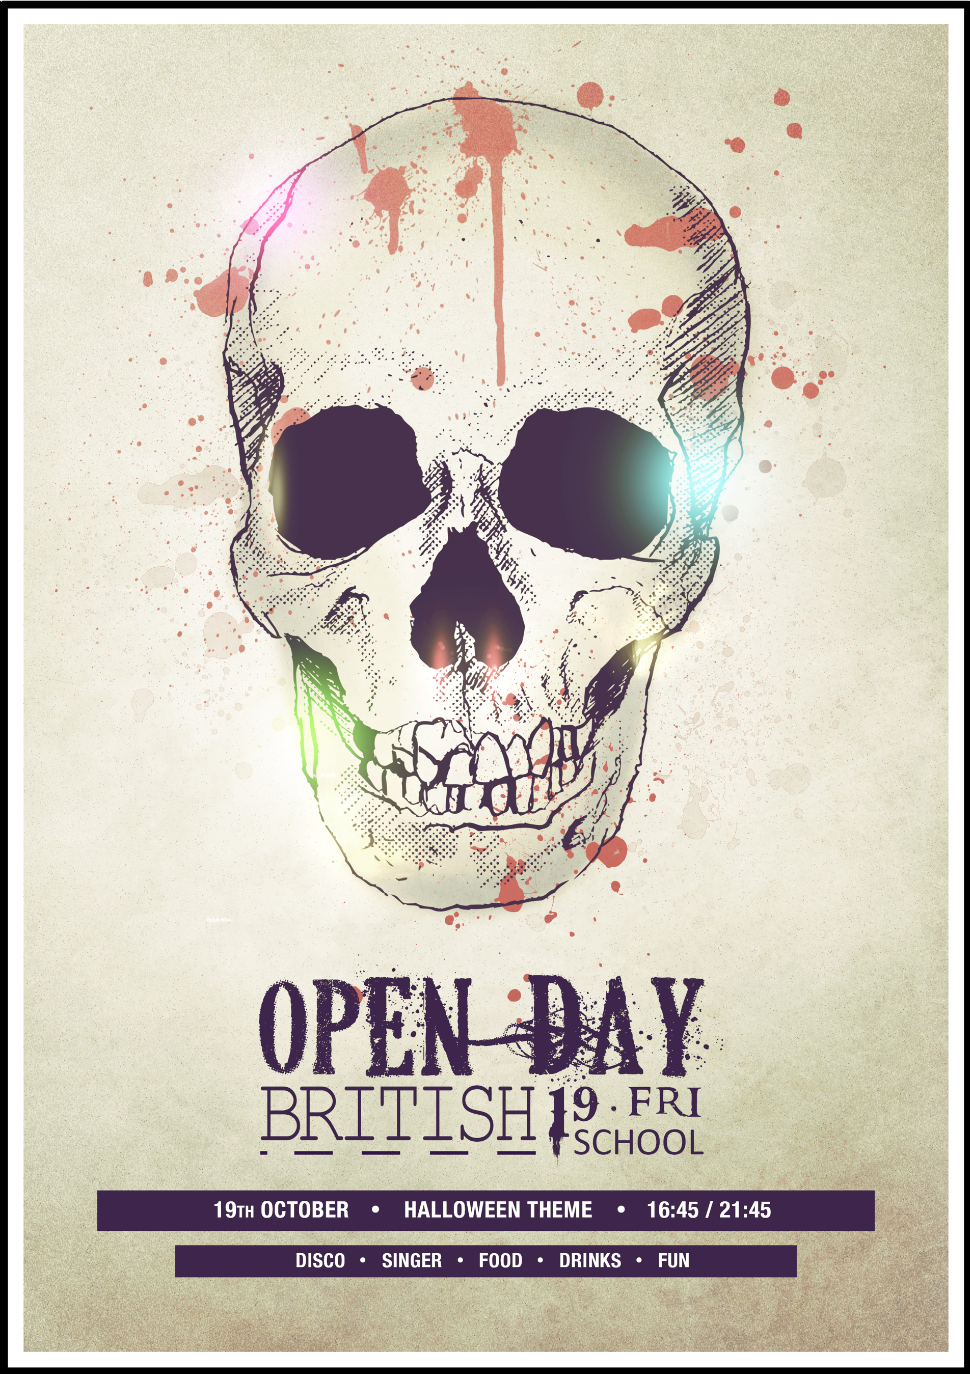 OPEN DAY
BRITISH 19 . FRI
SCHOOL
19TH OCTOBER • HALLOWEEN THEME • 16:45 / 21:45
DISCO • SINGER • FOOD • DRINKS • FUN